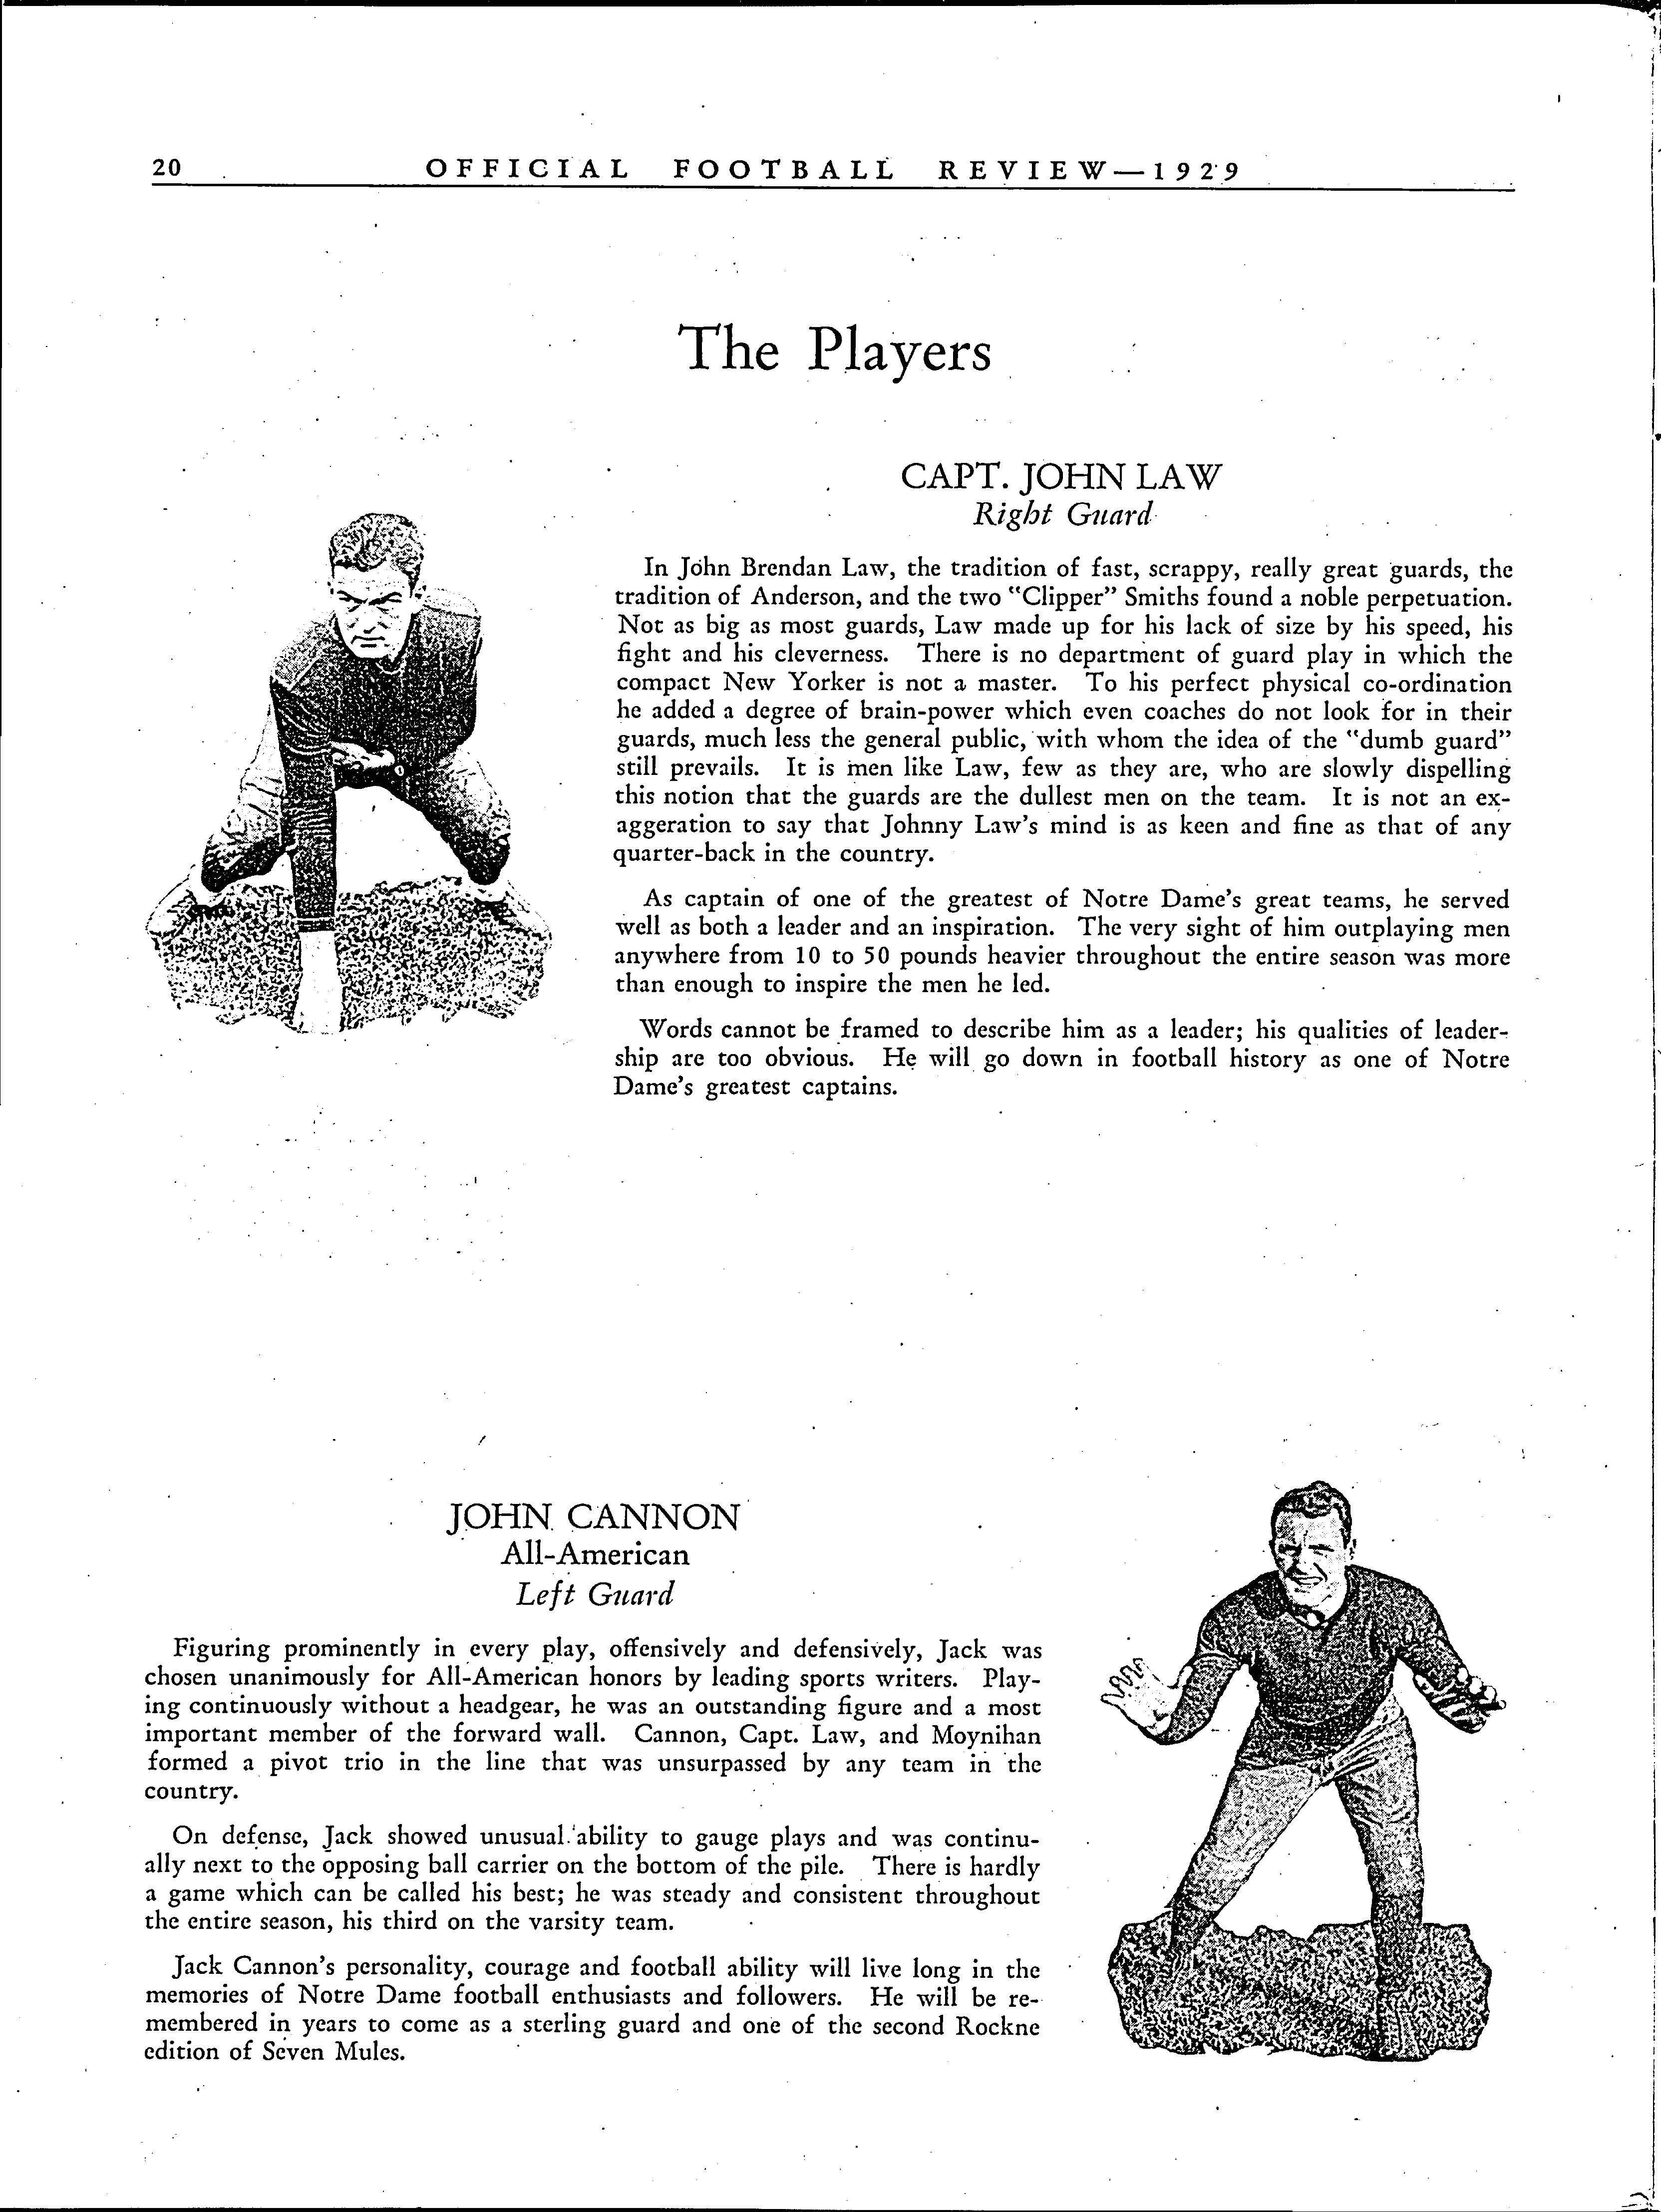 20 OFFICIAL FOOTBALL REVIEW—1929
The Players
CAPT. JOHN LAW
Right Guard
In John Brendan Law, the tradition of fast, scrappy, really great guards, the
tradition of Anderson, and the two "Clipper" Smiths found a noble perpetuation.
Not as big as most guards, Law made up for his lack of size by his speed, his
fight and his cleverness. There is no department of guard play in which the
compact New Yorker is not a master. To his perfect physical co-ordination
he added a degree of brain-power which even coaches do not look for in their
guards, much less the general public, with whom the idea of the "dumb guard"
still prevails. It is men like Law, few as they are, who are slowly dispelling
this notion that the guards are the dullest men on the team. It is not an ex-
aggeration to say that Johnny Law's mind is as keen and fine as that of any
quarter-back in the country.
As captain of one of the greatest of Notre Dame's great teams, he served
well as both a leader and an inspiration. The very sight of him outplaying men
anywhere from 10 to 50 pounds heavier throughout the entire season was more
than enough to inspire the men he led.
Words cannot be framed to describe him as a leader; his qualities of leader-
ship are too obvious. He will go down in football history as one of Notre
Dame's greatest captains.
JOHN CANNON
All-American
Left Guard
Figuring prominently in every play, offensively and defensively, Jack was
chosen unanimously for All-American honors by leading sports writers. Play-
ing continuously without a headgear, he was an outstanding figure and a most
important member of the forward wall. Cannon, Capt. Law, and Moynihan
formed a pivot trio in the line that was unsurpassed by any team in the
country.
On defense, Jack showed unusual ability to gauge plays and was continu-
ally next to the opposing ball carrier on the bottom of the pile. There is hardly
a game which can be called his best; he was steady and consistent throughout
the entire season, his third on the varsity team.
Jack Cannon's personality, courage and football ability will live long in the
memories of Notre Dame football enthusiasts and followers. He will be re-
membered in years to come as a sterling guard and one of the second Rockne
edition of Seven Mules.